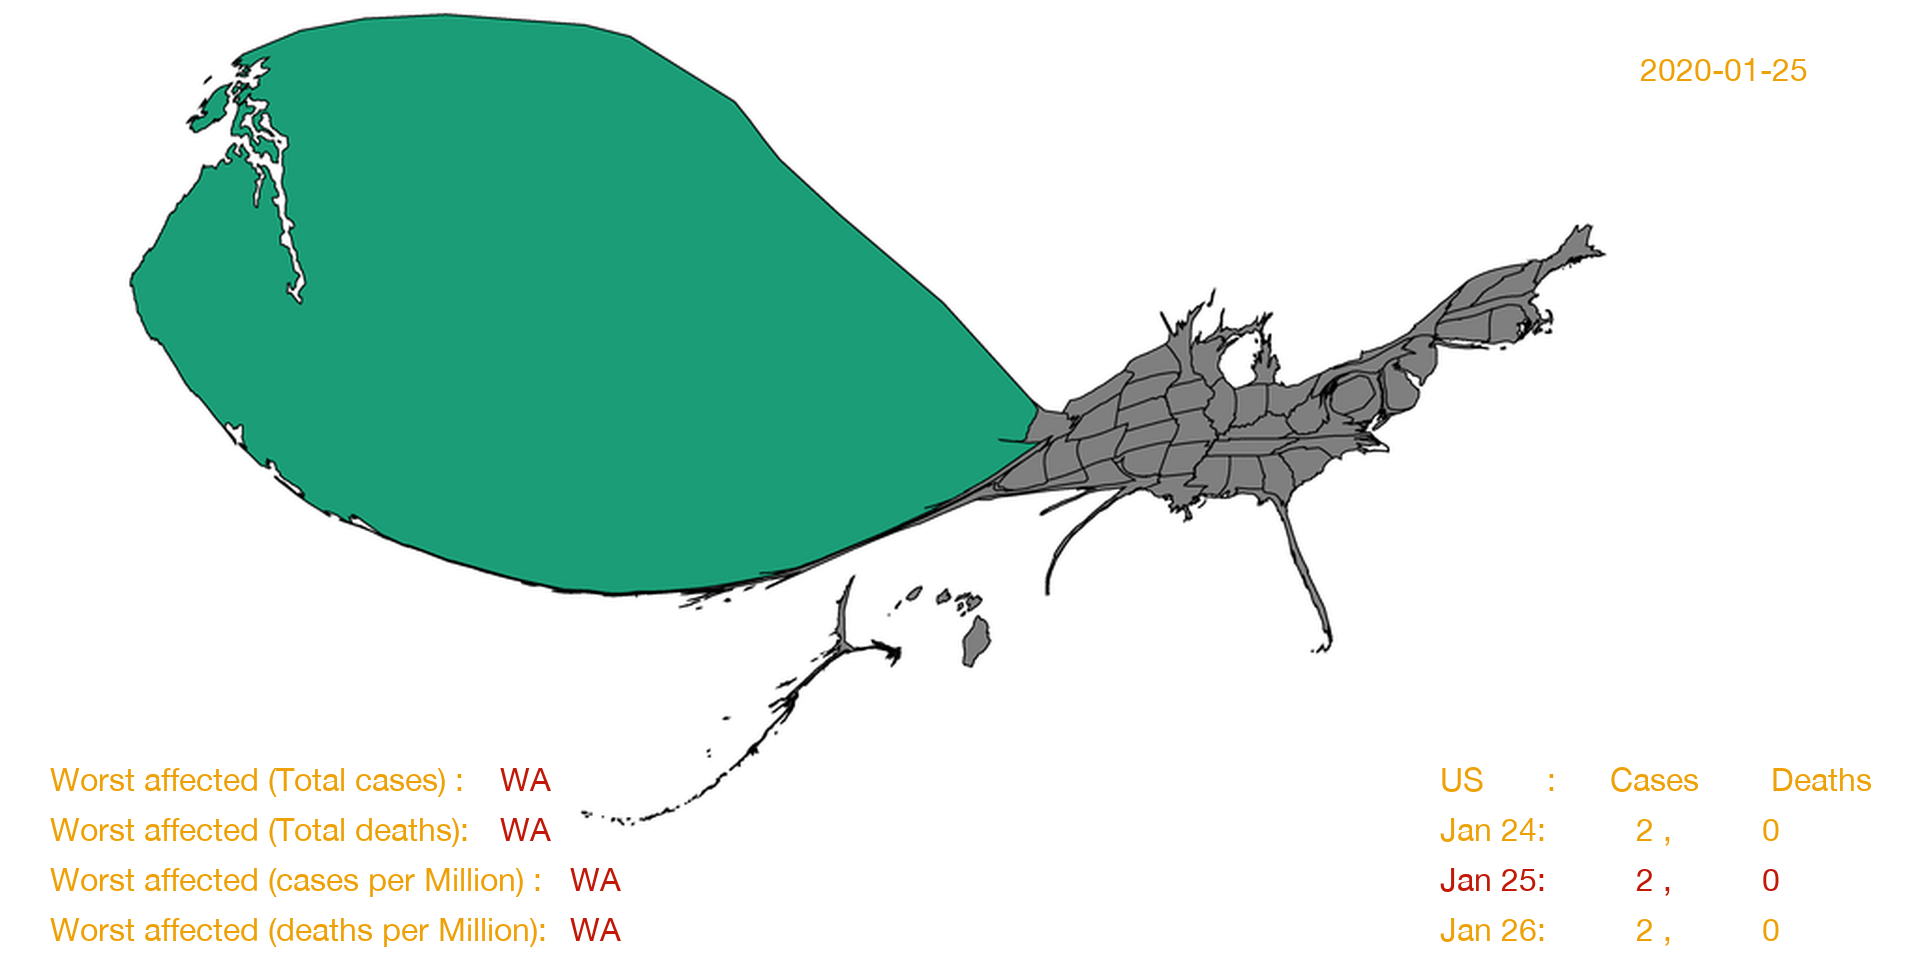 2020-01-25
Worst affected (Total cases) : WA
Worst affected (Total deaths): WA
Worst affected (cases per Million) : WA
Worst affected (deaths per Million): WA
US : Cases Deaths
Jan 24: 2 , 0
Jan 25: 2 , 0
Jan 26: 2 , 0